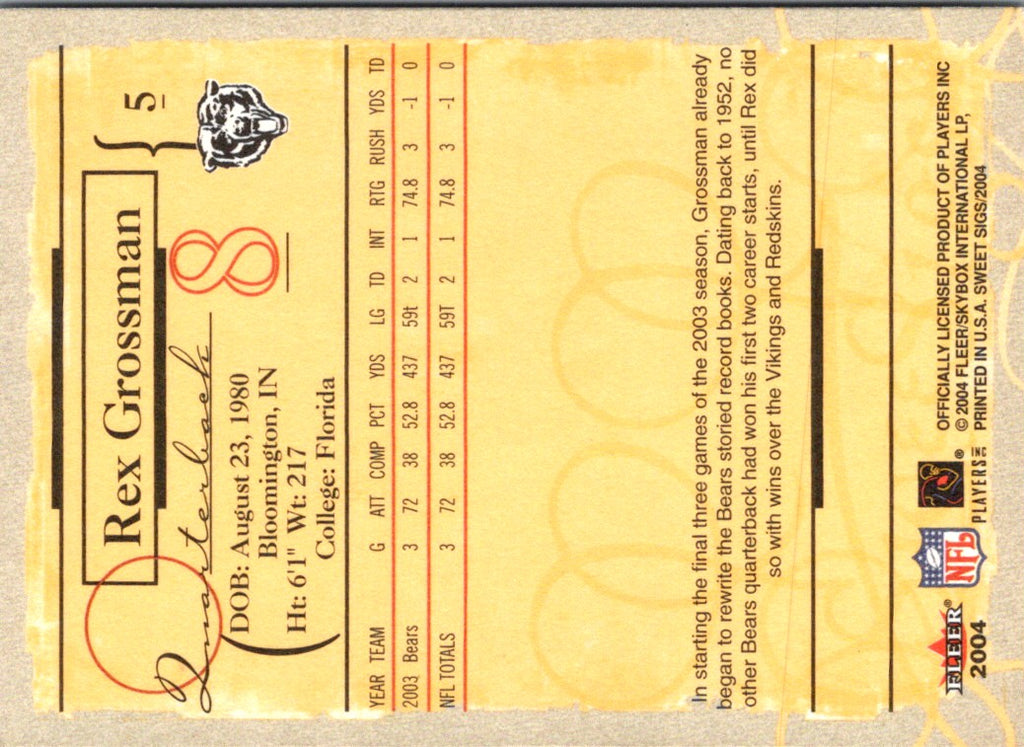 Rex Grossman
5
Quarterback
8
DOB: August 23, 1980
Bloomington, IN
Ht: 6'1" Wt: 217
College: Florida
YEAR TEAM G ATT COMP PCT YDS LG TD INT RTG RUSH YDS TD
2003 Bears 3 72 38 52.8 437 59t 2 1 74.8 3 -1 0
NFL TOTALS 3 72 38 52.8 437 59T 2 1 74.8 3 -1 0
In starting the final three games of the 2003 season, Grossman already
began to rewrite the Bears storied record books. Dating back to 1952, no
other Bears quarterback had won his first two career starts, until Rex did
so with wins over the Vikings and Redskins.
FLEER®
2004
NFL
PLAYERS INC®
OFFICIALLY LICENSED PRODUCT OF PLAYERS INC
© 2004 FLEER/SKYBOX INTERNATIONAL LP,
PRINTED IN U.S.A. SWEET SIGS/2004